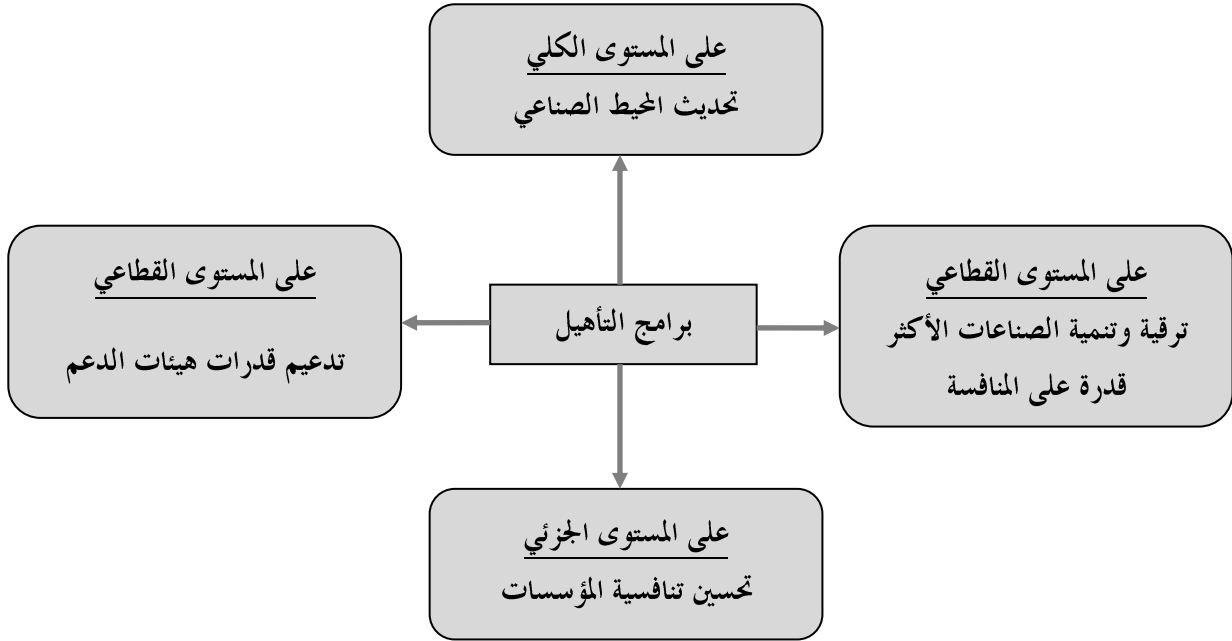 على المستوى الكلي
تحديث المحيط الصناعي
على المستوى القطاعي
ترقية وتنمية الصناعات الأكثر
قدرة على المنافسة
برامج التأهيل
على المستوى القطاعي
تدعيم قدرات هيئات الدعم
على المستوى الجزئي
تحسين تنافسية المؤسسات